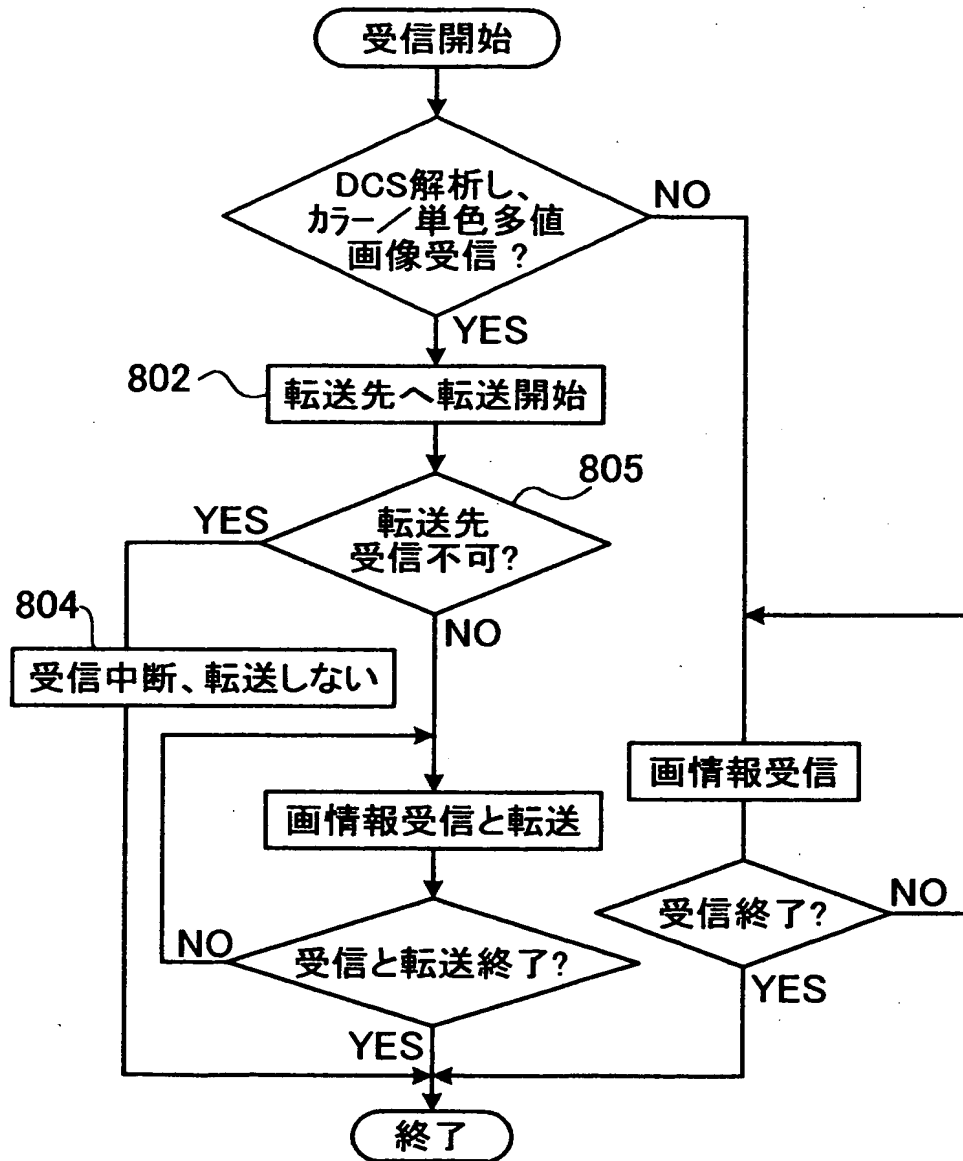 受信開始
DCS解析し、
カラー／単色多値
画像受信？
NO
YES
802
転送先へ転送開始
805
YES
転送先
受信不可？
804
NO
受信中断、転送しない
画情報受信
画情報受信と転送
受信終了？
NO
NO
受信と転送終了？
YES
YES
終了